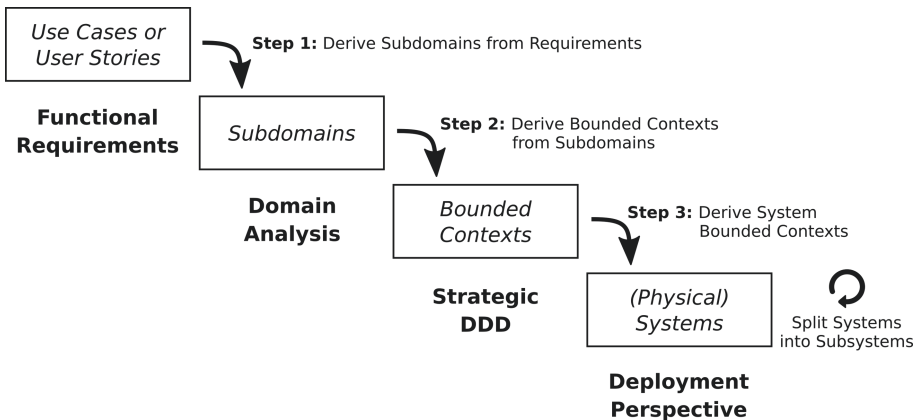 Use Cases or
User Stories
Step 1: Derive Subdomains from Requirements
Functional
Requirements
Subdomains
Step 2: Derive Bounded Contexts
from Subdomains
Domain
Analysis
Bounded
Contexts
Step 3: Derive System
Bounded Contexts
Strategic
DDD
(Physical)
Systems
Split Systems
into Subsystems
Deployment
Perspective